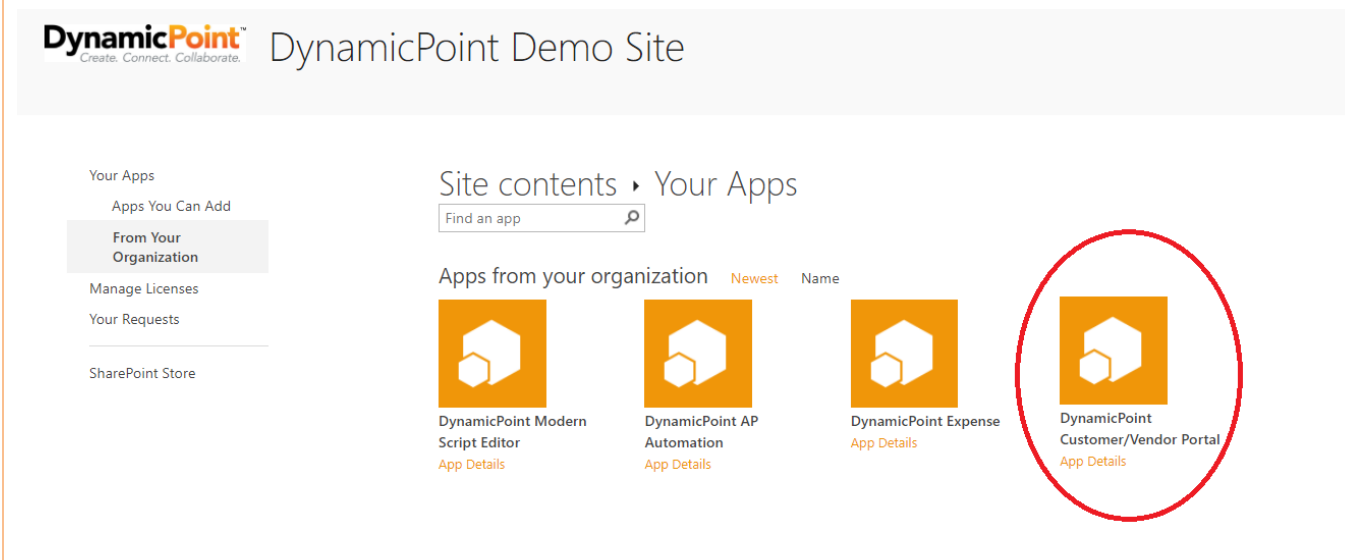 DynamicPoint™
Create. Connect. Collaborate.
DynamicPoint Demo Site
Your Apps
Apps You Can Add
From Your
Organization
Manage Licenses
Your Requests
SharePoint Store
Site contents ▸ Your Apps
Find an app
Apps from your organization Newest Name
DynamicPoint Modern
Script Editor
App Details
DynamicPoint AP
Automation
App Details
DynamicPoint Expense
App Details
DynamicPoint
Customer/Vendor Portal
App Details